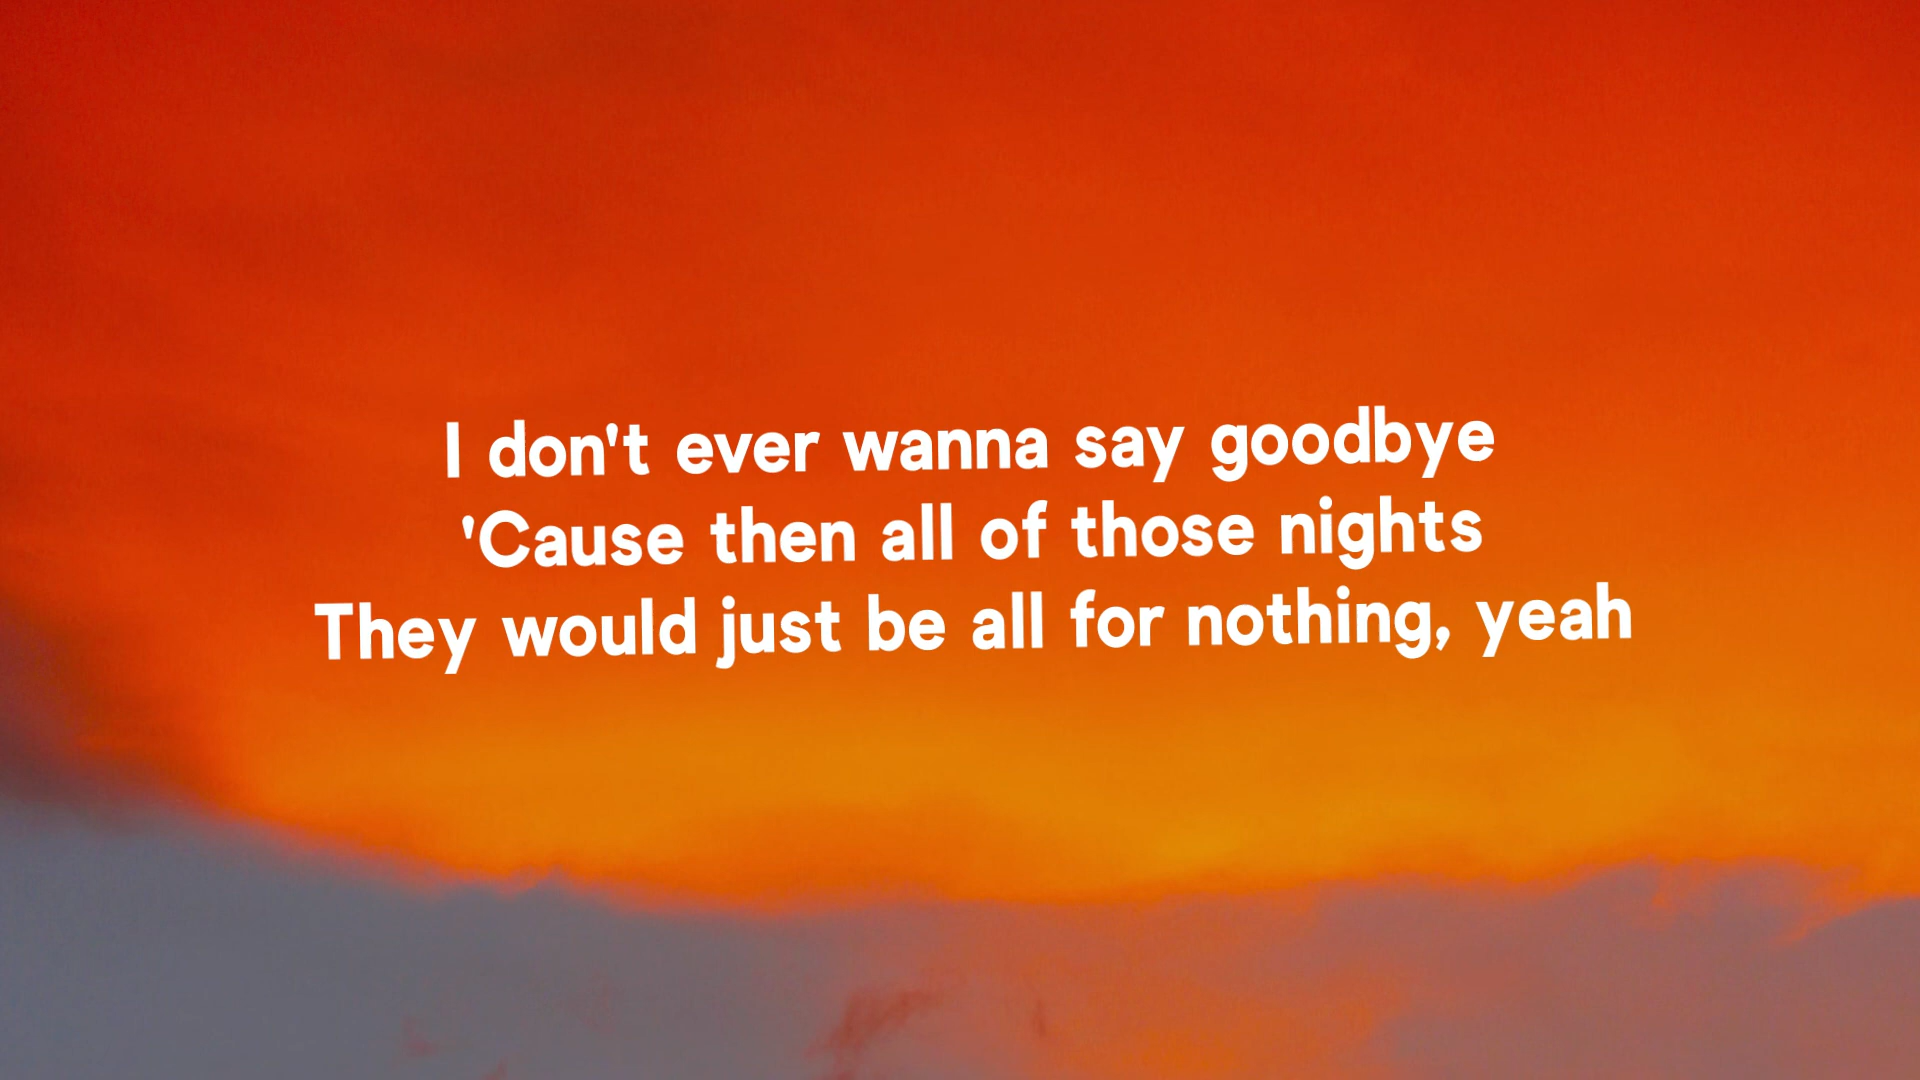 I don't ever wanna say goodbye
'Cause then all of those nights
They would just be all for nothing, yeah